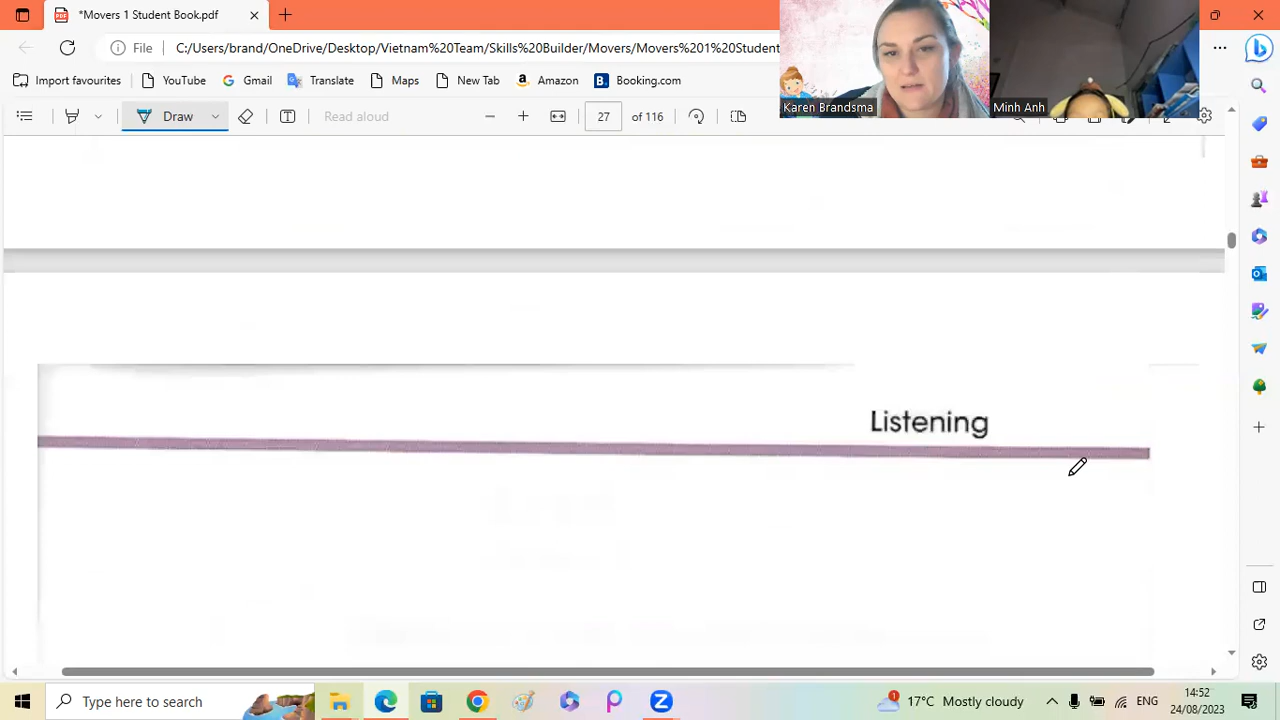 *Movers 1 Student Book.pdf
File
C:/Users/brand/OneDrive/Desktop/Vietnam%20Team/Skills%20Builder/Movers/Movers%201%20Student
Import favourites
YouTube
Gmail
Translate
Maps
New Tab
Amazon
B.
Booking.com
Draw
Read aloud
27
of 116
Karen Brandsma
Minh Anh
Listening
Type here to search
1
17°C Mostly cloudy
ENG
14:52
24/08/2023